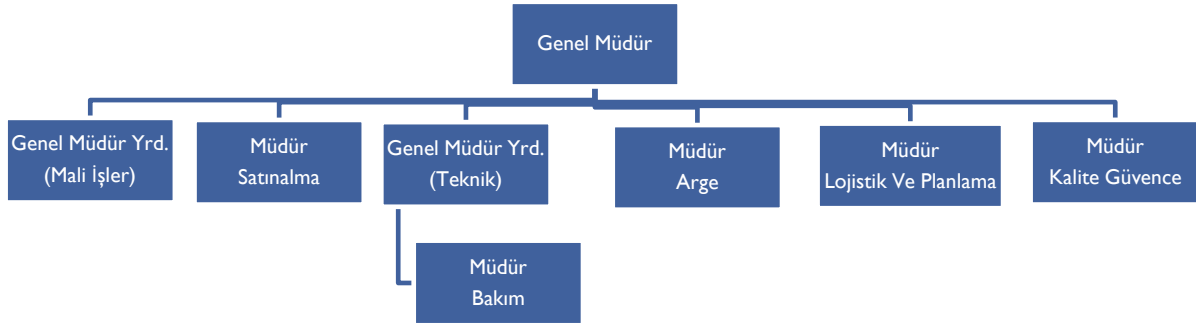 Genel Müdür
Genel Müdür Yrd.
(Mali İşler)
Müdür
Satınalma
Genel Müdür Yrd.
(Teknik)
Müdür
Arge
Müdür
Lojistik Ve Planlama
Müdür
Kalite Güvence
Müdür
Bakım